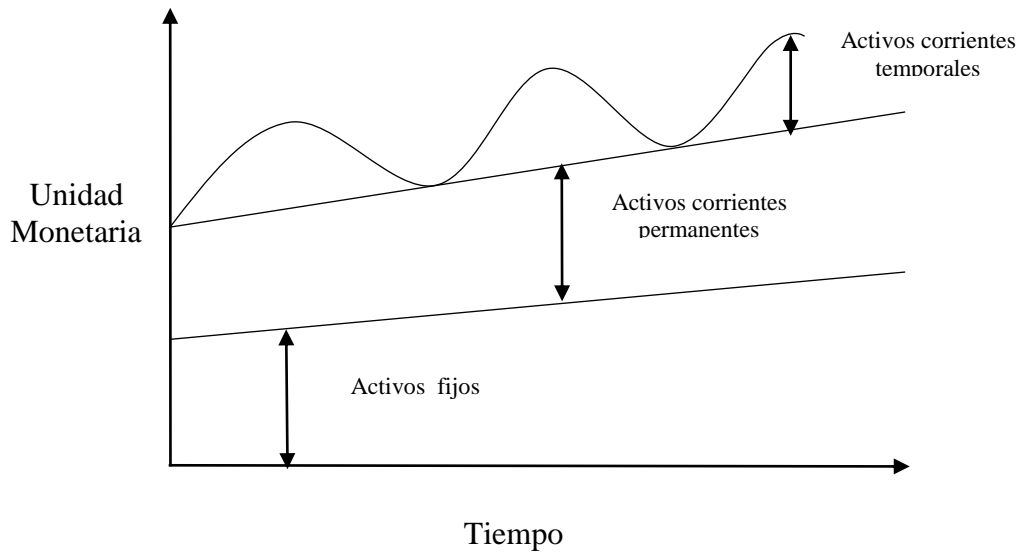 Activos corrientes
temporales
Unidad
Monetaria
Activos corrientes
permanentes
Activos fijos
Tiempo